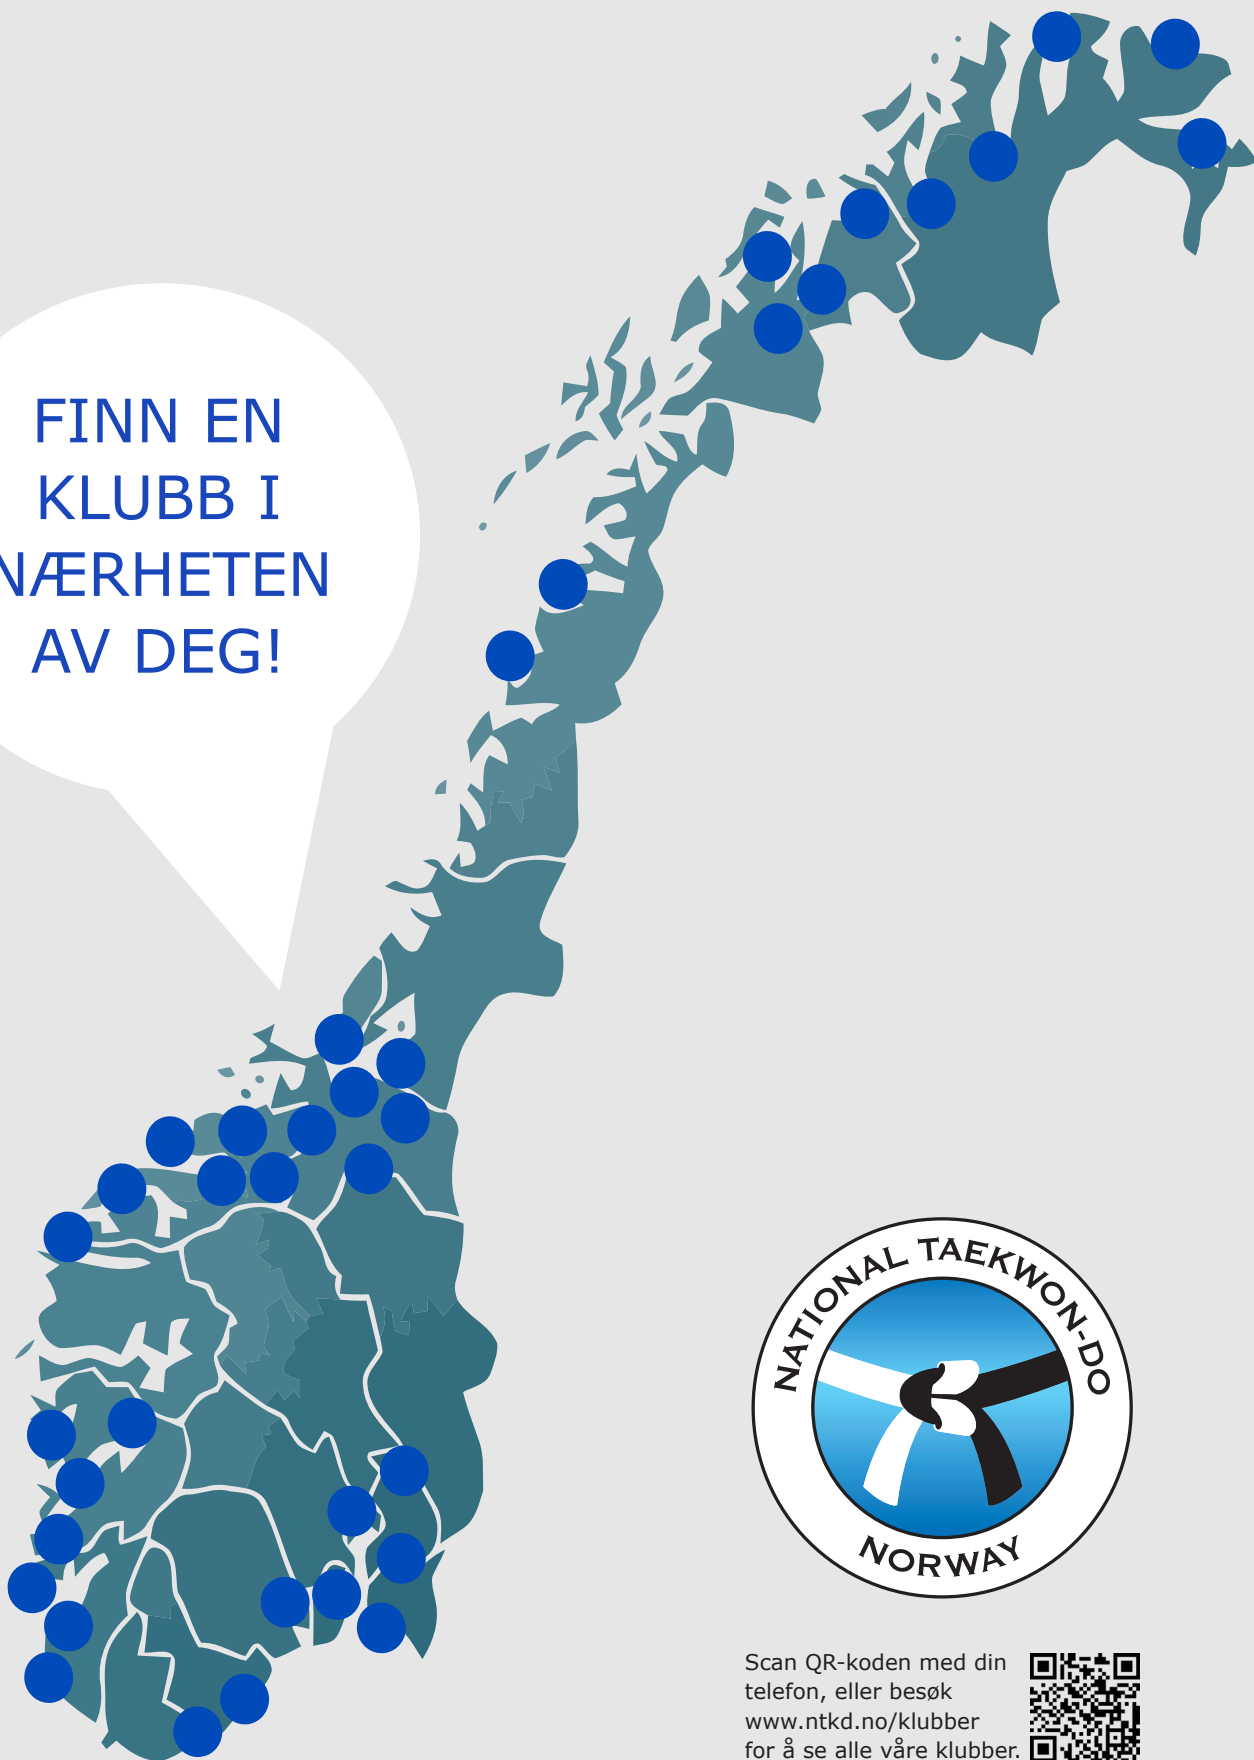 FINN EN
KLUBB I
NÆRHETEN
AV DEG!
NATIONAL TAEKWON-DO
NORWAY
Scan QR-koden med din
telefon, eller besøk
www.ntkd.no/klubber
for å se alle våre klubber.